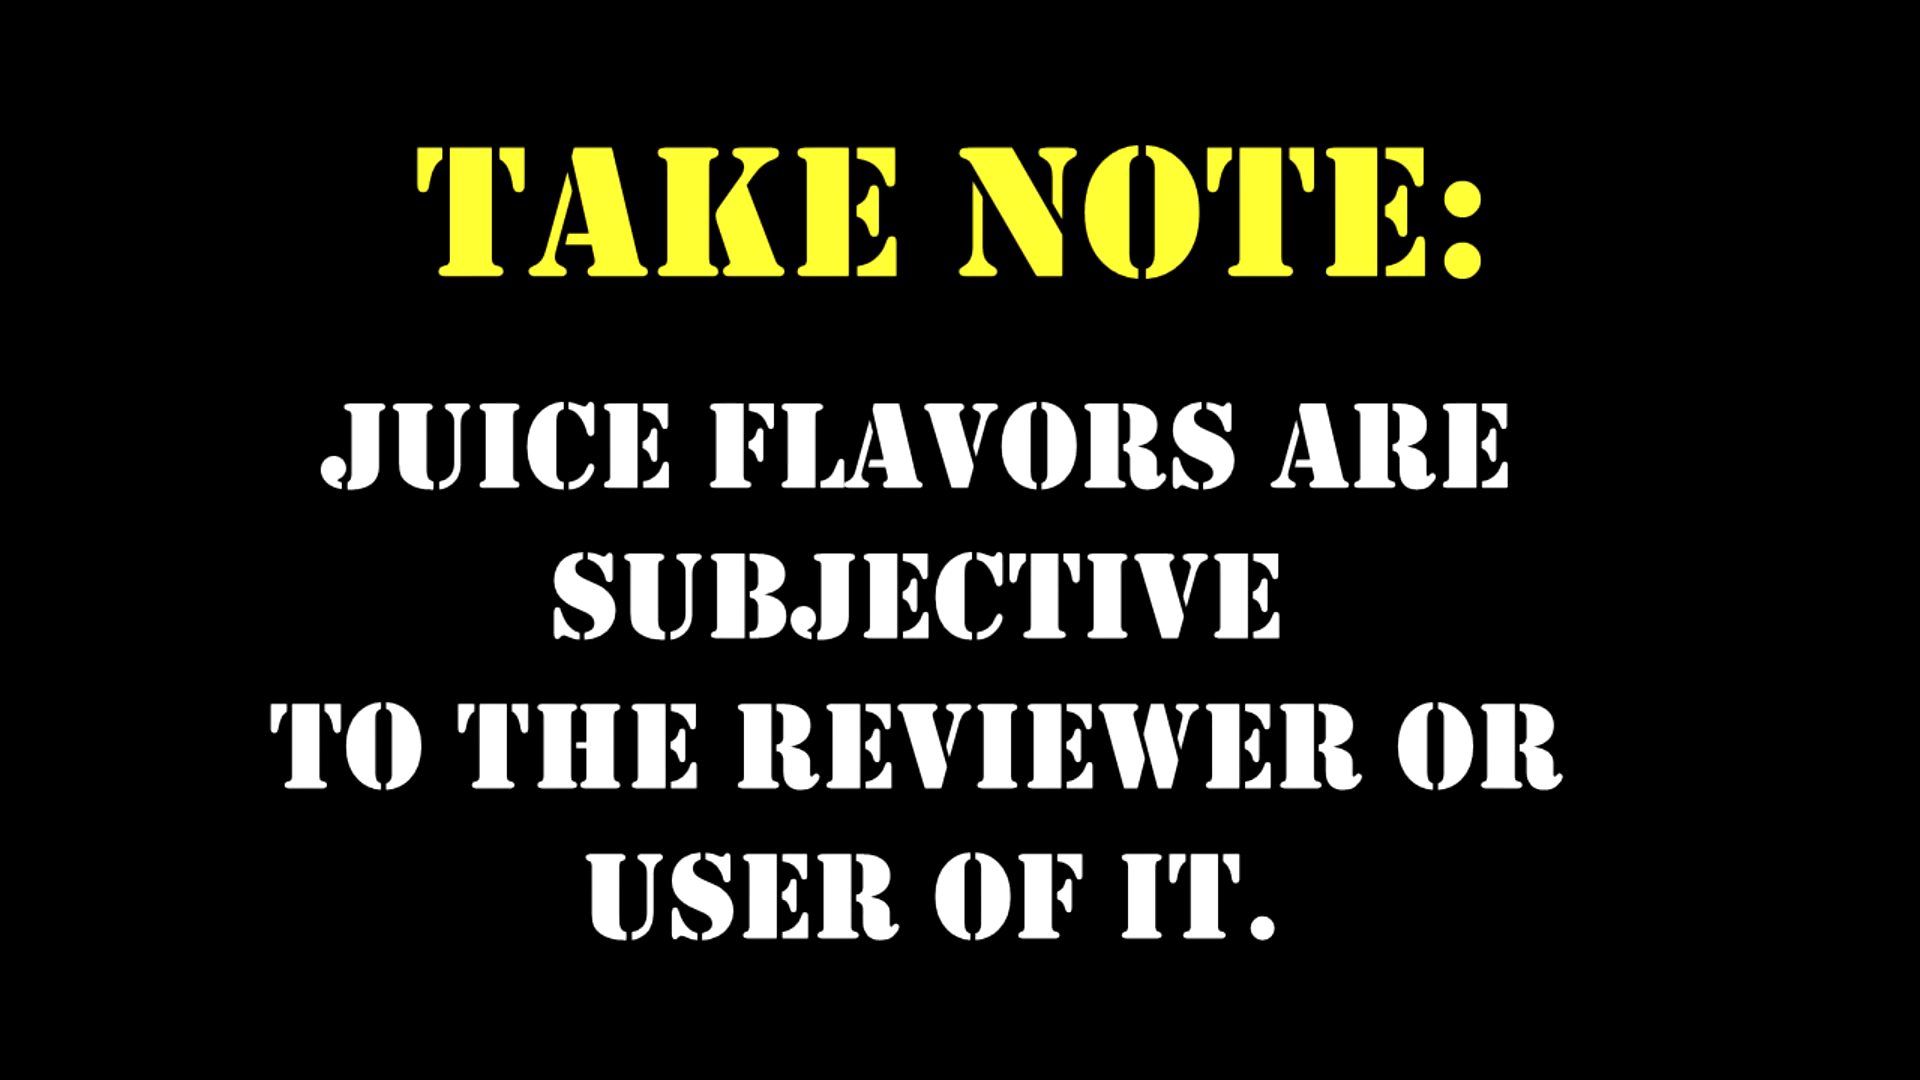 TAKE NOTE:
JUICE FLAVORS ARE
SUBJECTIVE
TO THE REVIEWER OR
USER OF IT.